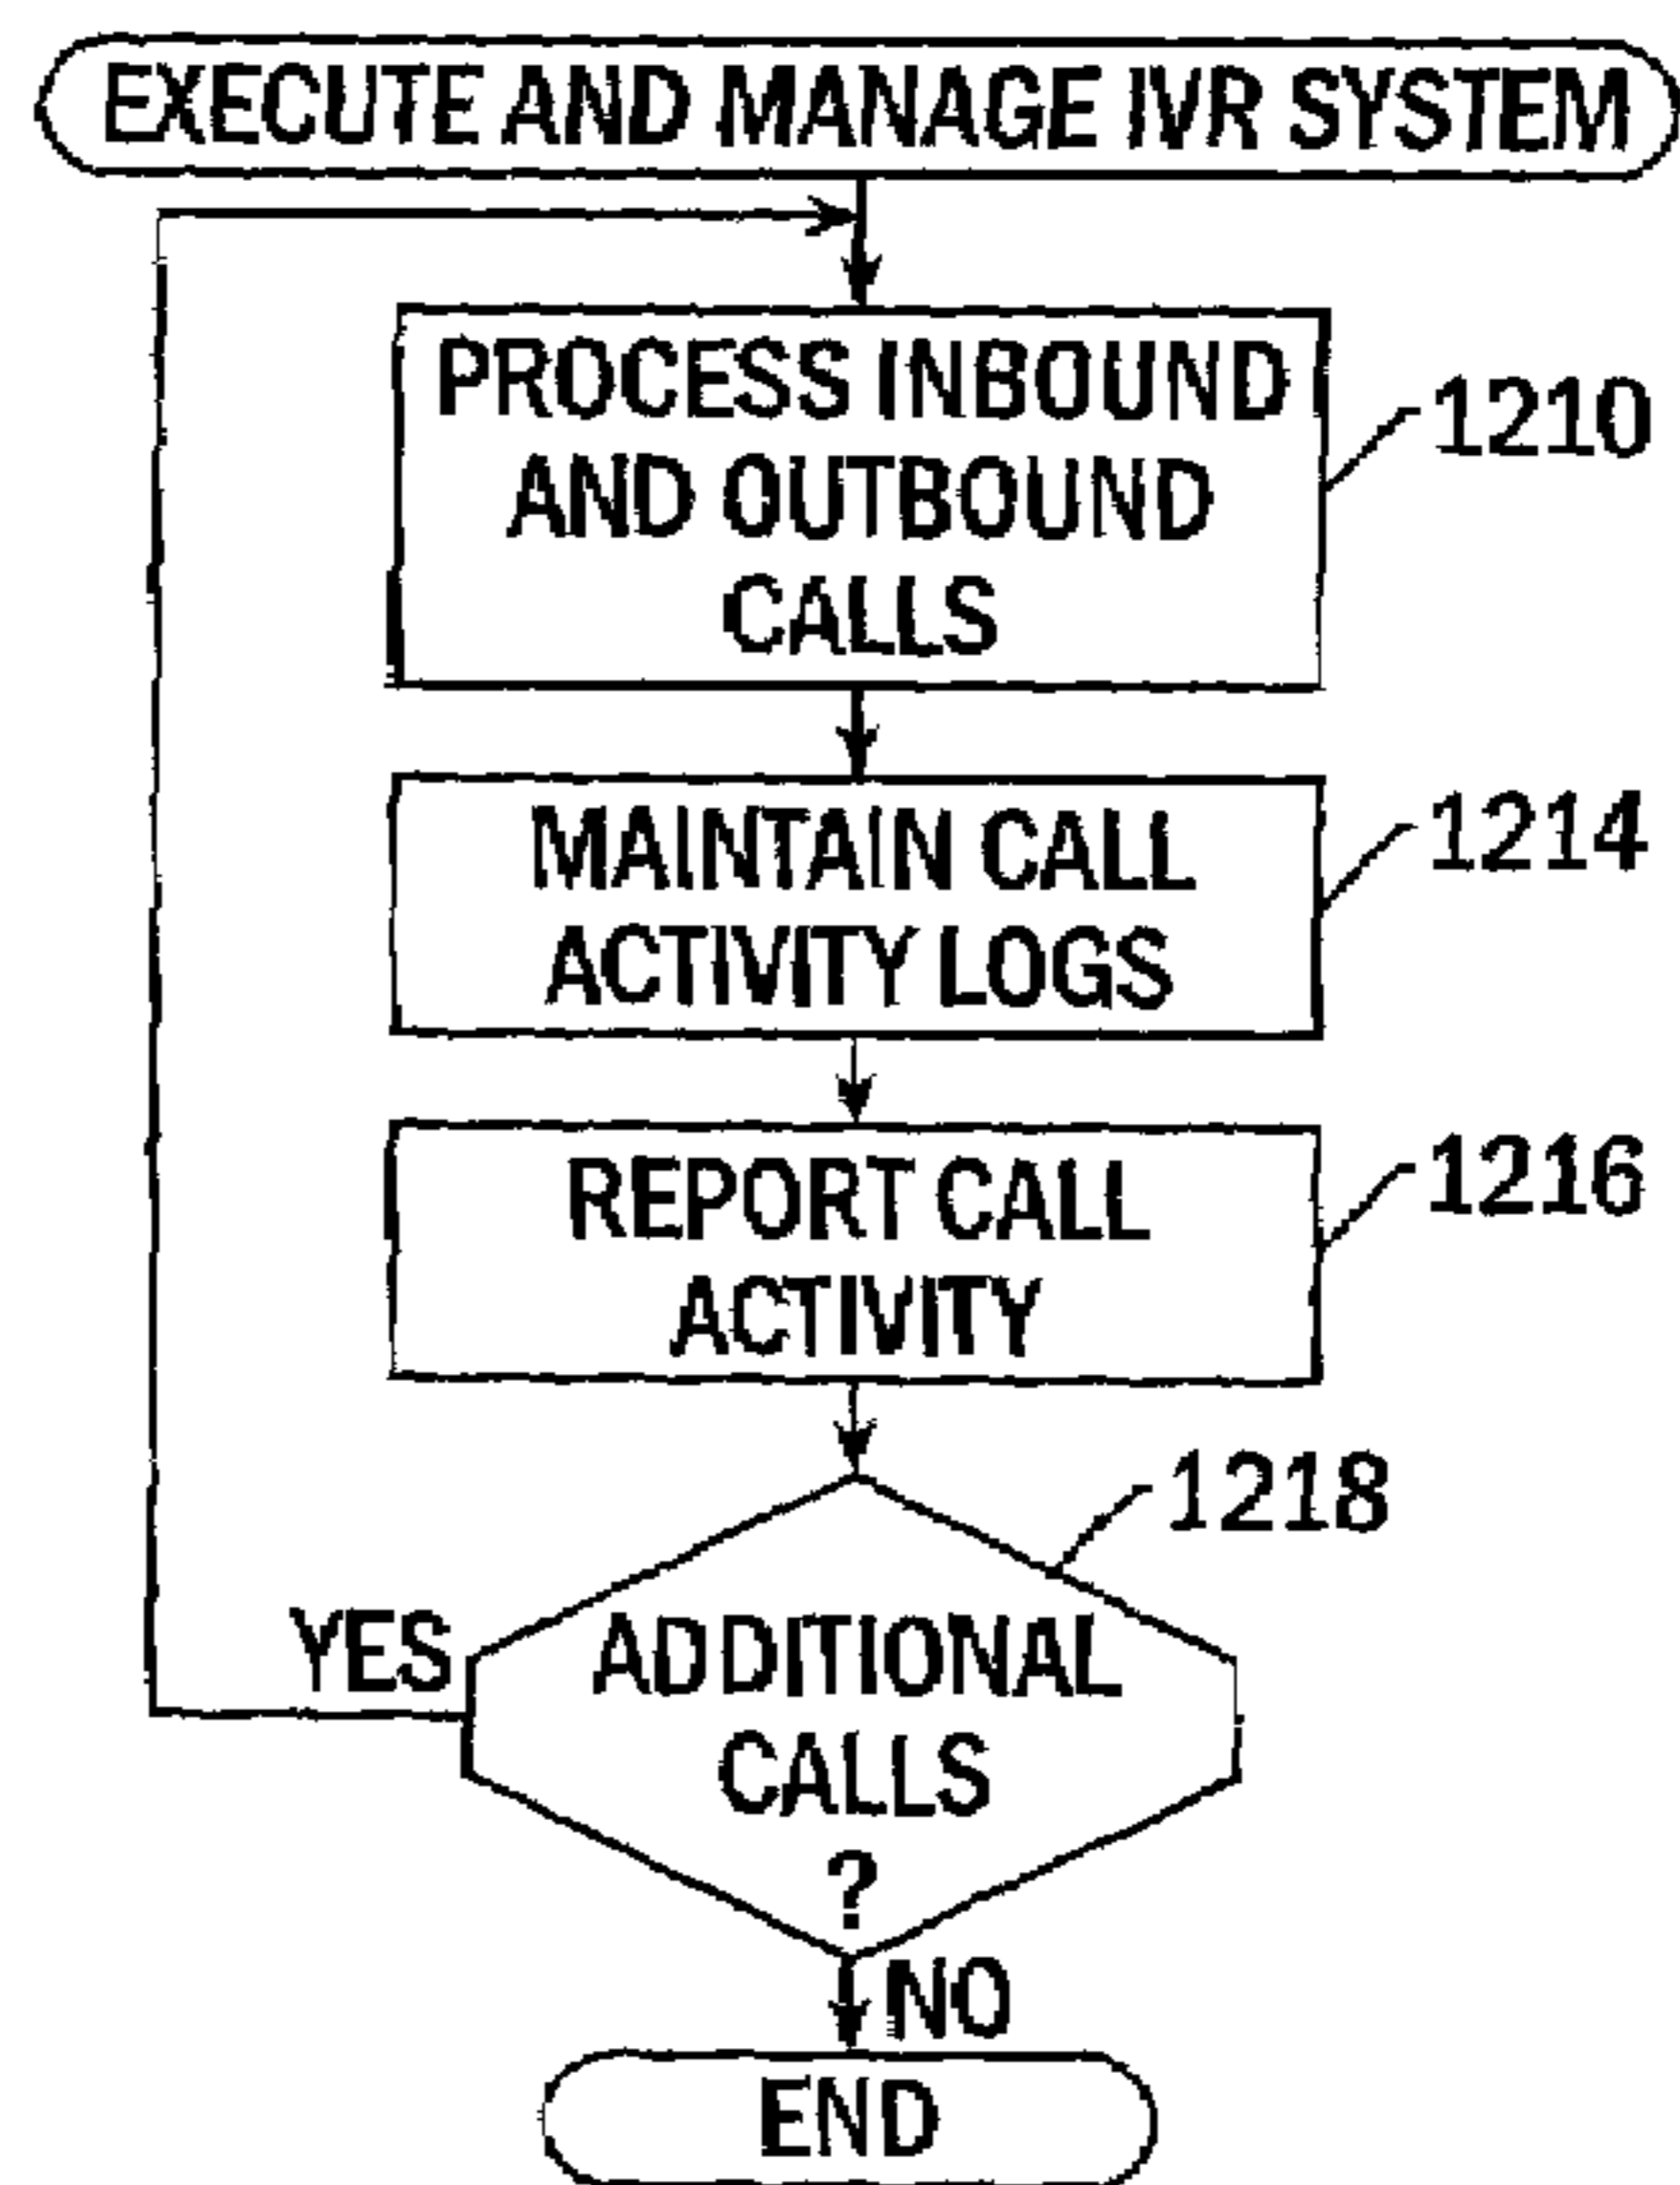 EXECUTE AND MANAGE IVR SYSTEM
PROCESS INBOUND
AND OUTBOUND
CALLS
1210
MAINTAIN CALL
ACTIVITY LOGS
1214
REPORT CALL
ACTIVITY
1216
1218
YES
ADDITIONAL
CALLS
?
NO
END